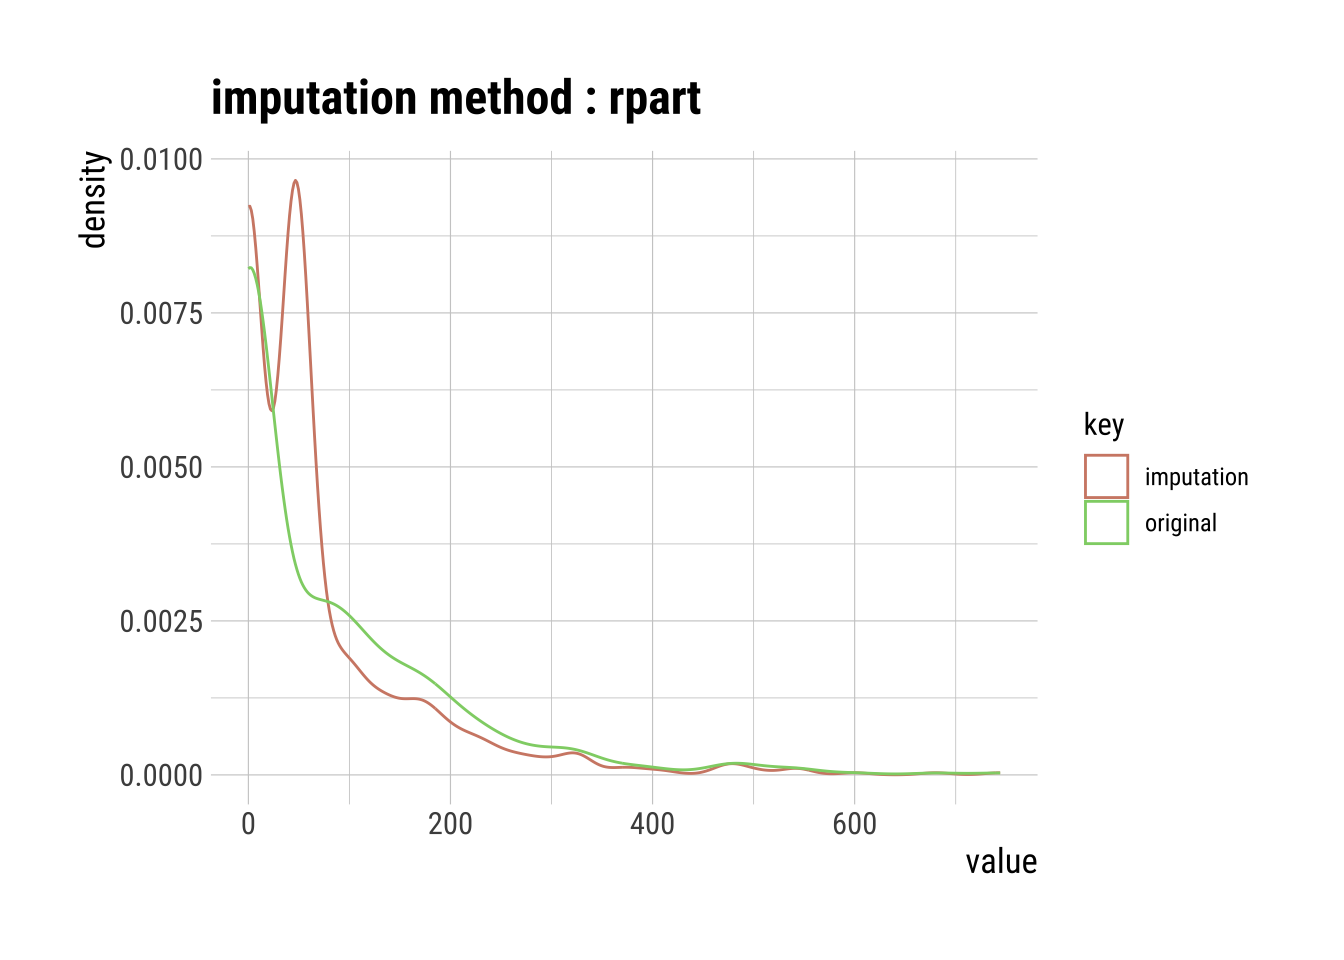 imputation method : rpart
density
0.0100
0.0075
0.0050
0.0025
0.0000
0 200 400 600
value
key
imputation
original